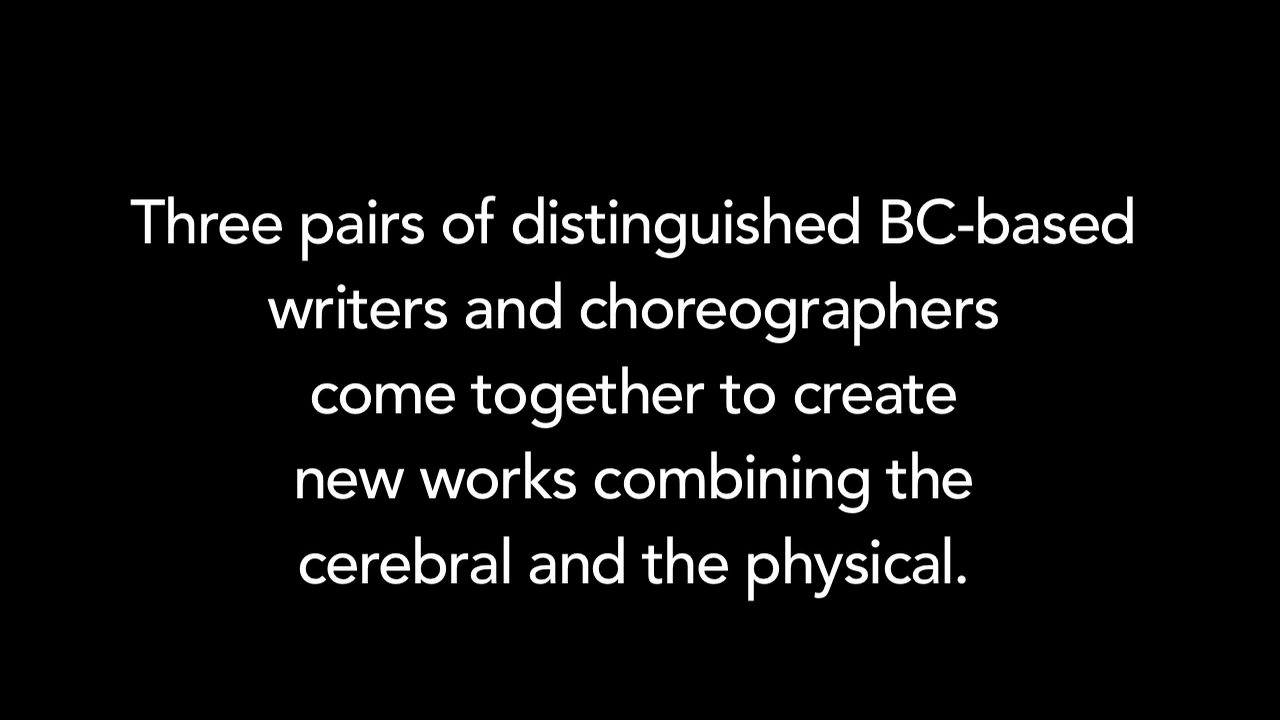 Three pairs of distinguished BC-based
writers and choreographers
come together to create
new works combining the
cerebral and the physical.